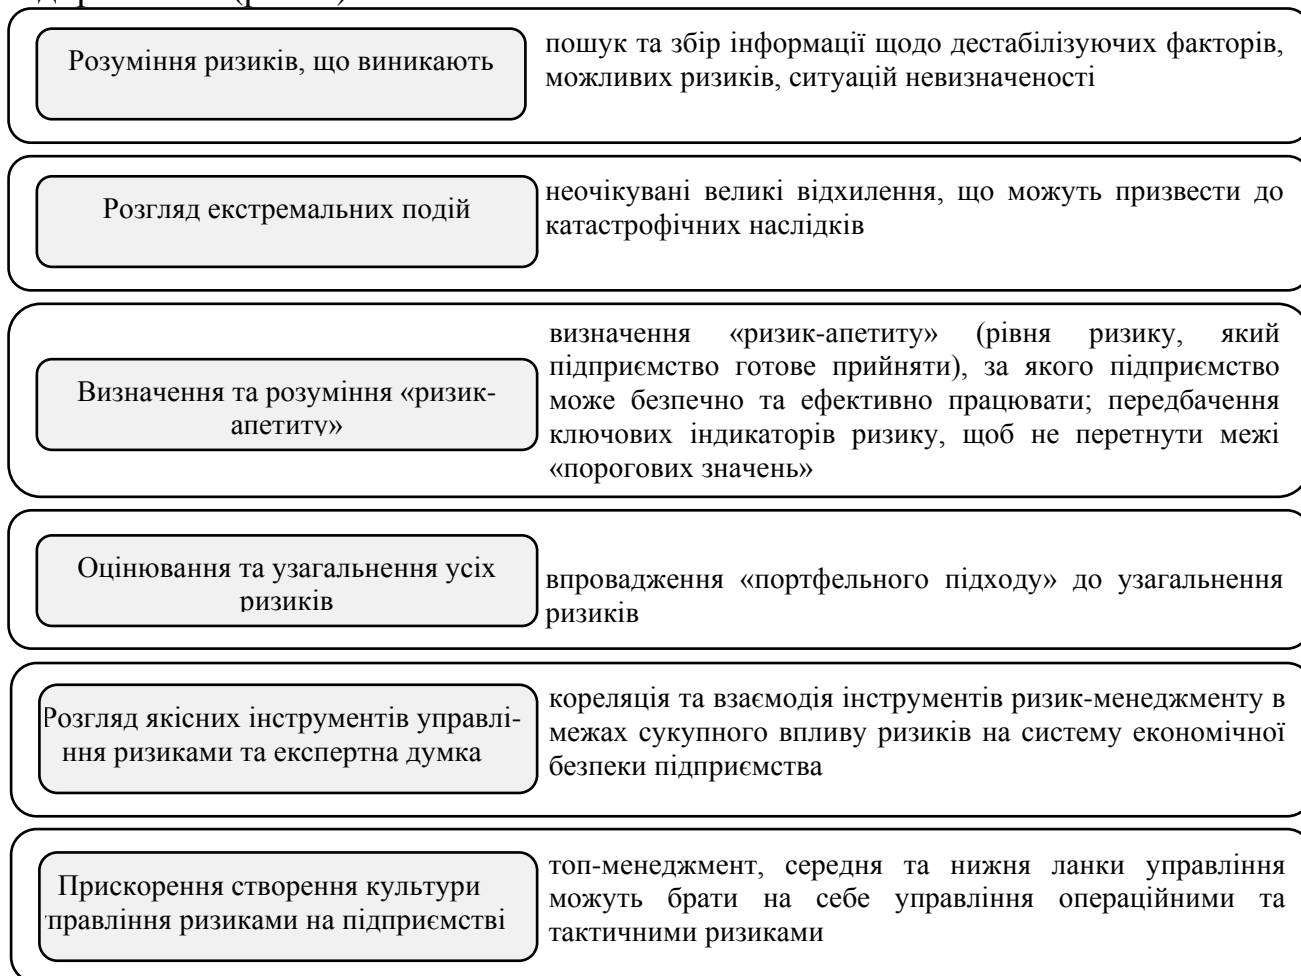 Розуміння ризиків, що виникають
пошук та збір інформації щодо дестабілізуючих факторів,
можливих ризиків, ситуацій невизначеності
Розгляд екстремальних подій
неочікувані великі відхилення, що можуть призвести до
катастрофічних наслідків
Визначення та розуміння «ризик-
апетиту»
визначення «ризик-апетиту» (рівня ризику, який
підприємство готове прийняти), за якого підприємство
може безпечно та ефективно працювати; передбачення
ключових індикаторів ризику, щоб не перетнути межі
«порогових значень»
Оцінювання та узагальнення усіх
ризиків
впровадження «портфельного підходу» до узагальнення
ризиків
Розгляд якісних інструментів управлі-
ння ризиками та експертна думка
кореляція та взаємодія інструментів ризик-менеджменту в
межах сукупного впливу ризиків на систему економічної
безпеки підприємства
Прискорення створення культури
правління ризиками на підприємстві
топ-менеджмент, середня та нижня ланки управління
можуть брати на себе управління операційними та
тактичними ризиками